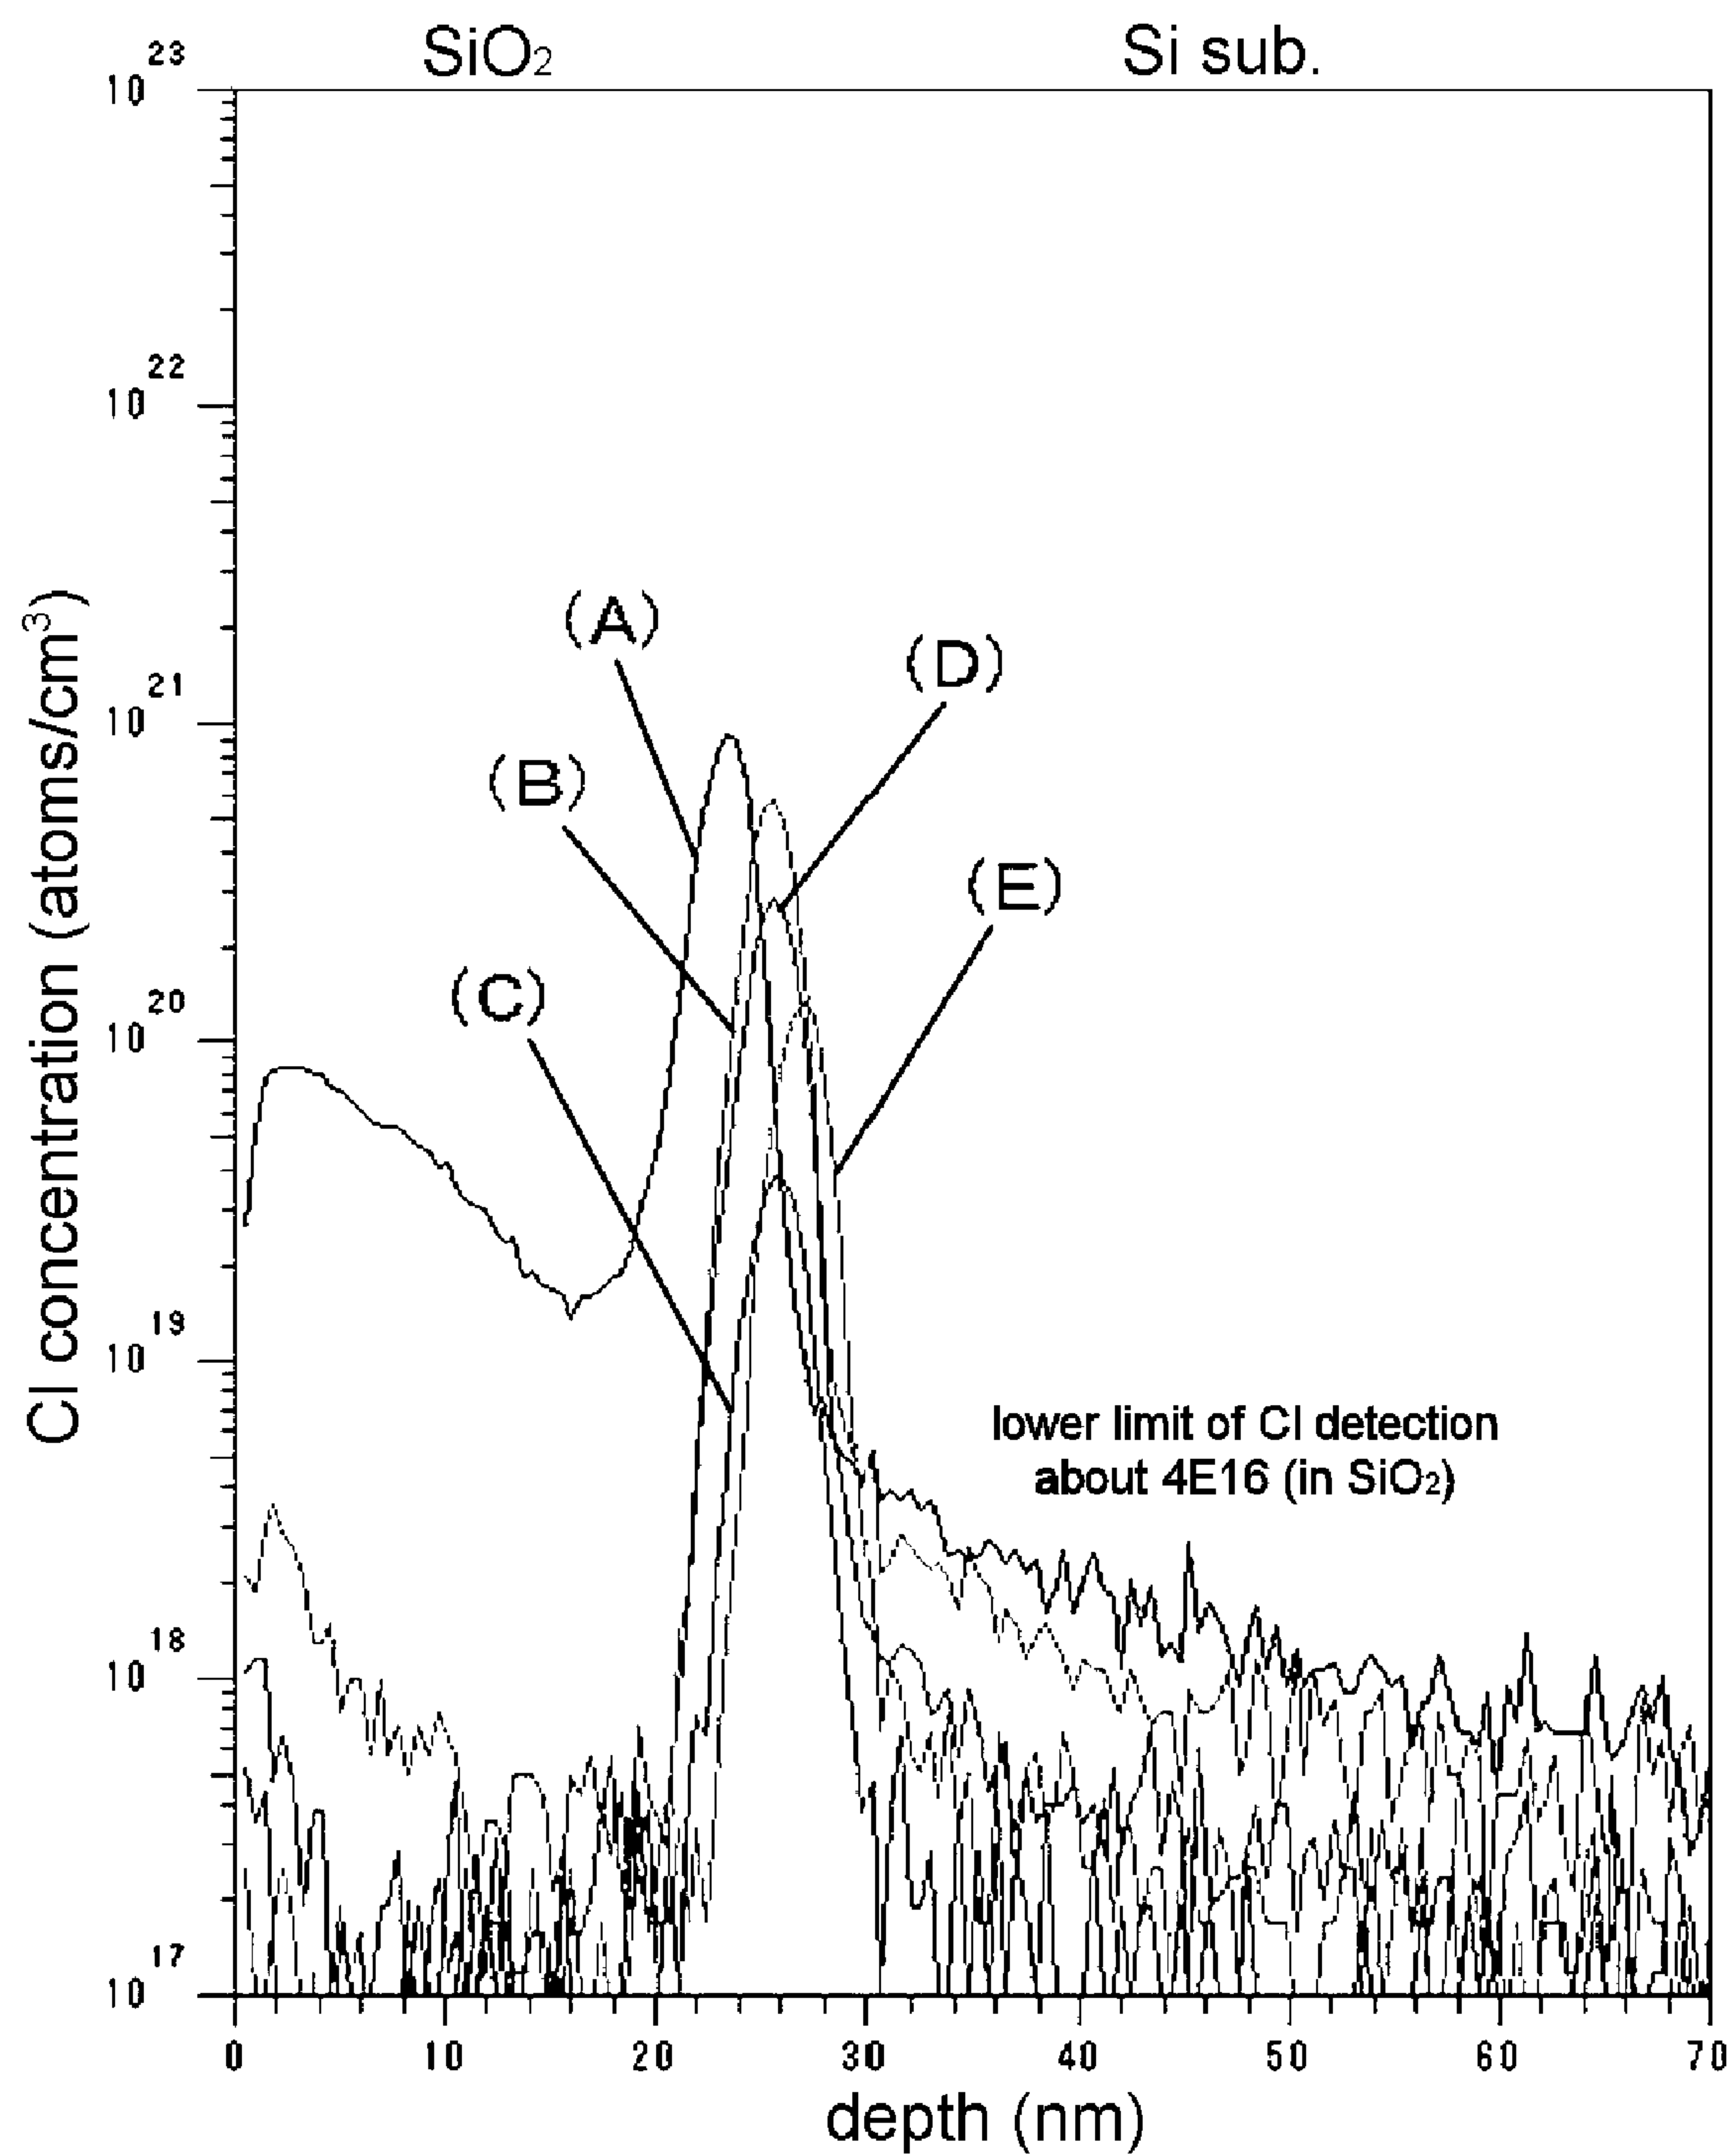 SiO2 Si sub.
10^23
10^22
10^21
10^20
10^19
10^18
10^17
Cl concentration (atoms/cm3)
(A)
(D)
(B)
(E)
(C)
lower limit of Cl detection
about 4E16 (in SiO2)
0 10 20 30 40 50 60 70
depth (nm)